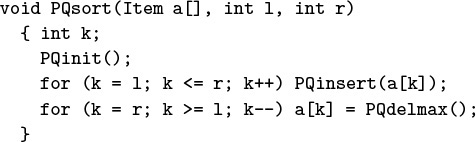 void PQsort(Item a[], int l, int r)
{ int k;
PQinit();
for (k = l; k <= r; k++) PQinsert(a[k]);
for (k = r; k >= l; k--) a[k] = PQdelmax();
}